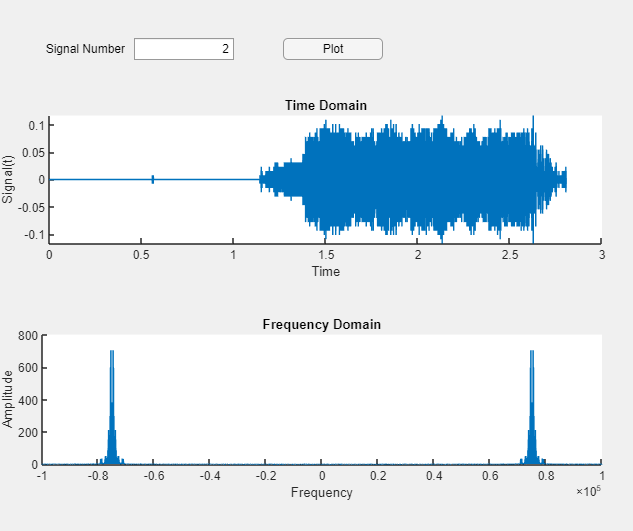 Signal Number 2 Plot
Time Domain
0.1
0.05
0
-0.05
-0.1
Signal(t)
0 0.5 1 1.5 2 2.5 3
Time
Frequency Domain
800
600
400
200
0
Amplitude
-1 -0.8 -0.6 -0.4 -0.2 0 0.2 0.4 0.6 0.8 1
Frequency
×10⁵